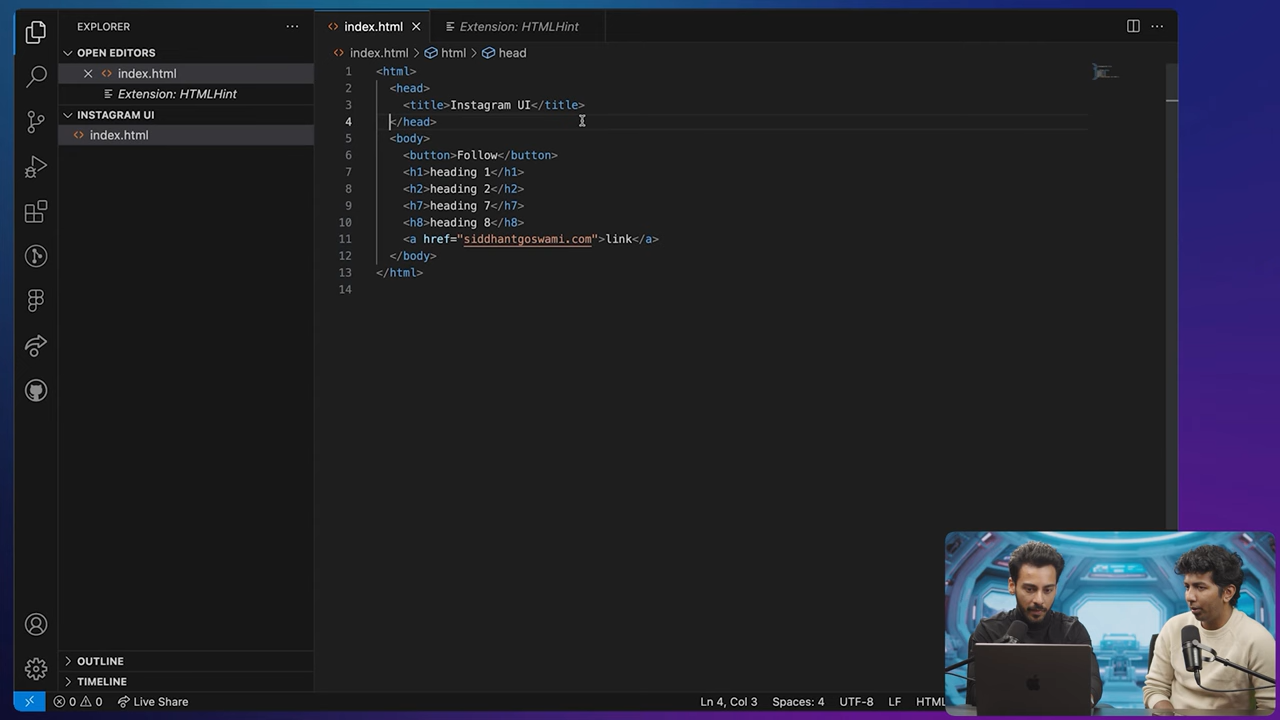 EXPLORER
OPEN EDITORS
index.html
Extension: HTMLHint
INSTAGRAM UI
index.html
OUTLINE
TIMELINE
index.html
Extension: HTMLHint
index.html > html > head
1 <html>
2 <head>
3 <title>Instagram UI</title>
4 </head>
5 <body>
6 <button>Follow</button>
7 <h1>heading 1</h1>
8 <h2>heading 2</h2>
9 <h7>heading 7</h7>
10 <h8>heading 8</h8>
11 <a href="siddhantgoswami.com">link</a>
12 </body>
13 </html>
14
0 0 Live Share Ln 4, Col 3 Spaces: 4 UTF-8 LF HTML